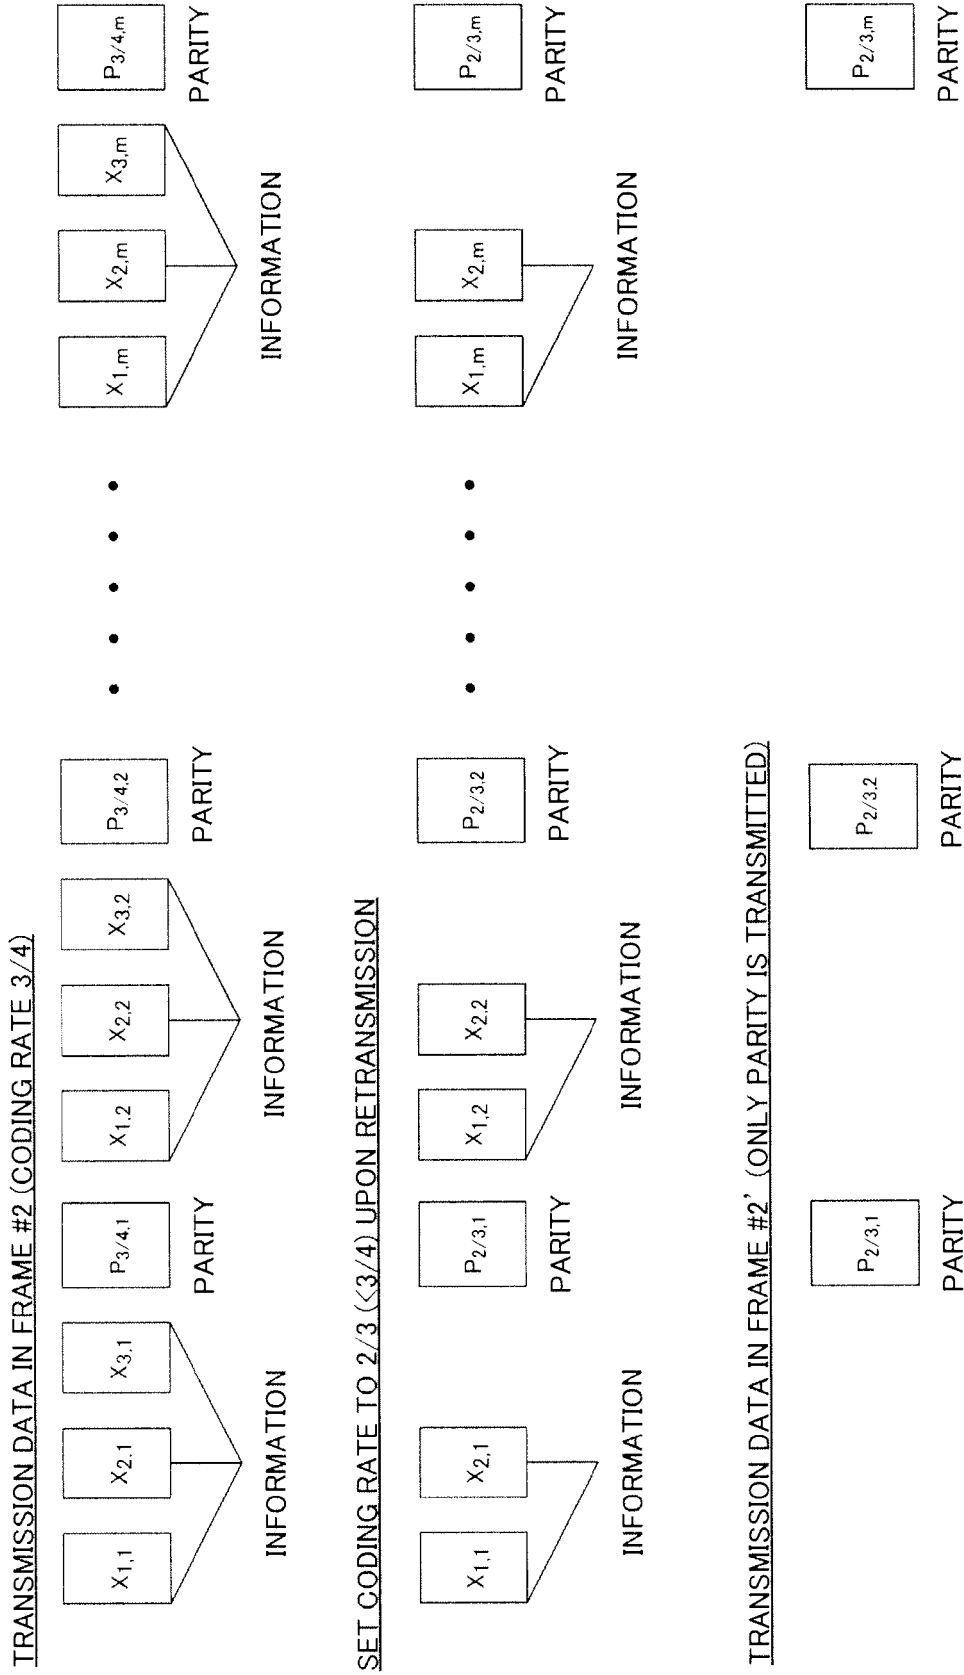 TRANSMISSION DATA IN FRAME #2 (CODING RATE 3/4)
X1,1 X2,1 X3,1 P3/4,1 X1,2 X2,2 X3,2 P3/4,2 • • • • • X1,m X2,m X3,m P3/4,m
PARITY PARITY PARITY
INFORMATION INFORMATION INFORMATION
SET CODING RATE TO 2/3 (<3/4) UPON RETRANSMISSION
X1,1 X2,1 P2/3,1 X1,2 X2,2 P2/3,2 • • • • • X1,m X2,m P2/3,m
PARITY PARITY PARITY
INFORMATION INFORMATION INFORMATION
TRANSMISSION DATA IN FRAME #2' (ONLY PARITY IS TRANSMITTED)
P2/3,1 P2/3,2 P2/3,m
PARITY PARITY PARITY